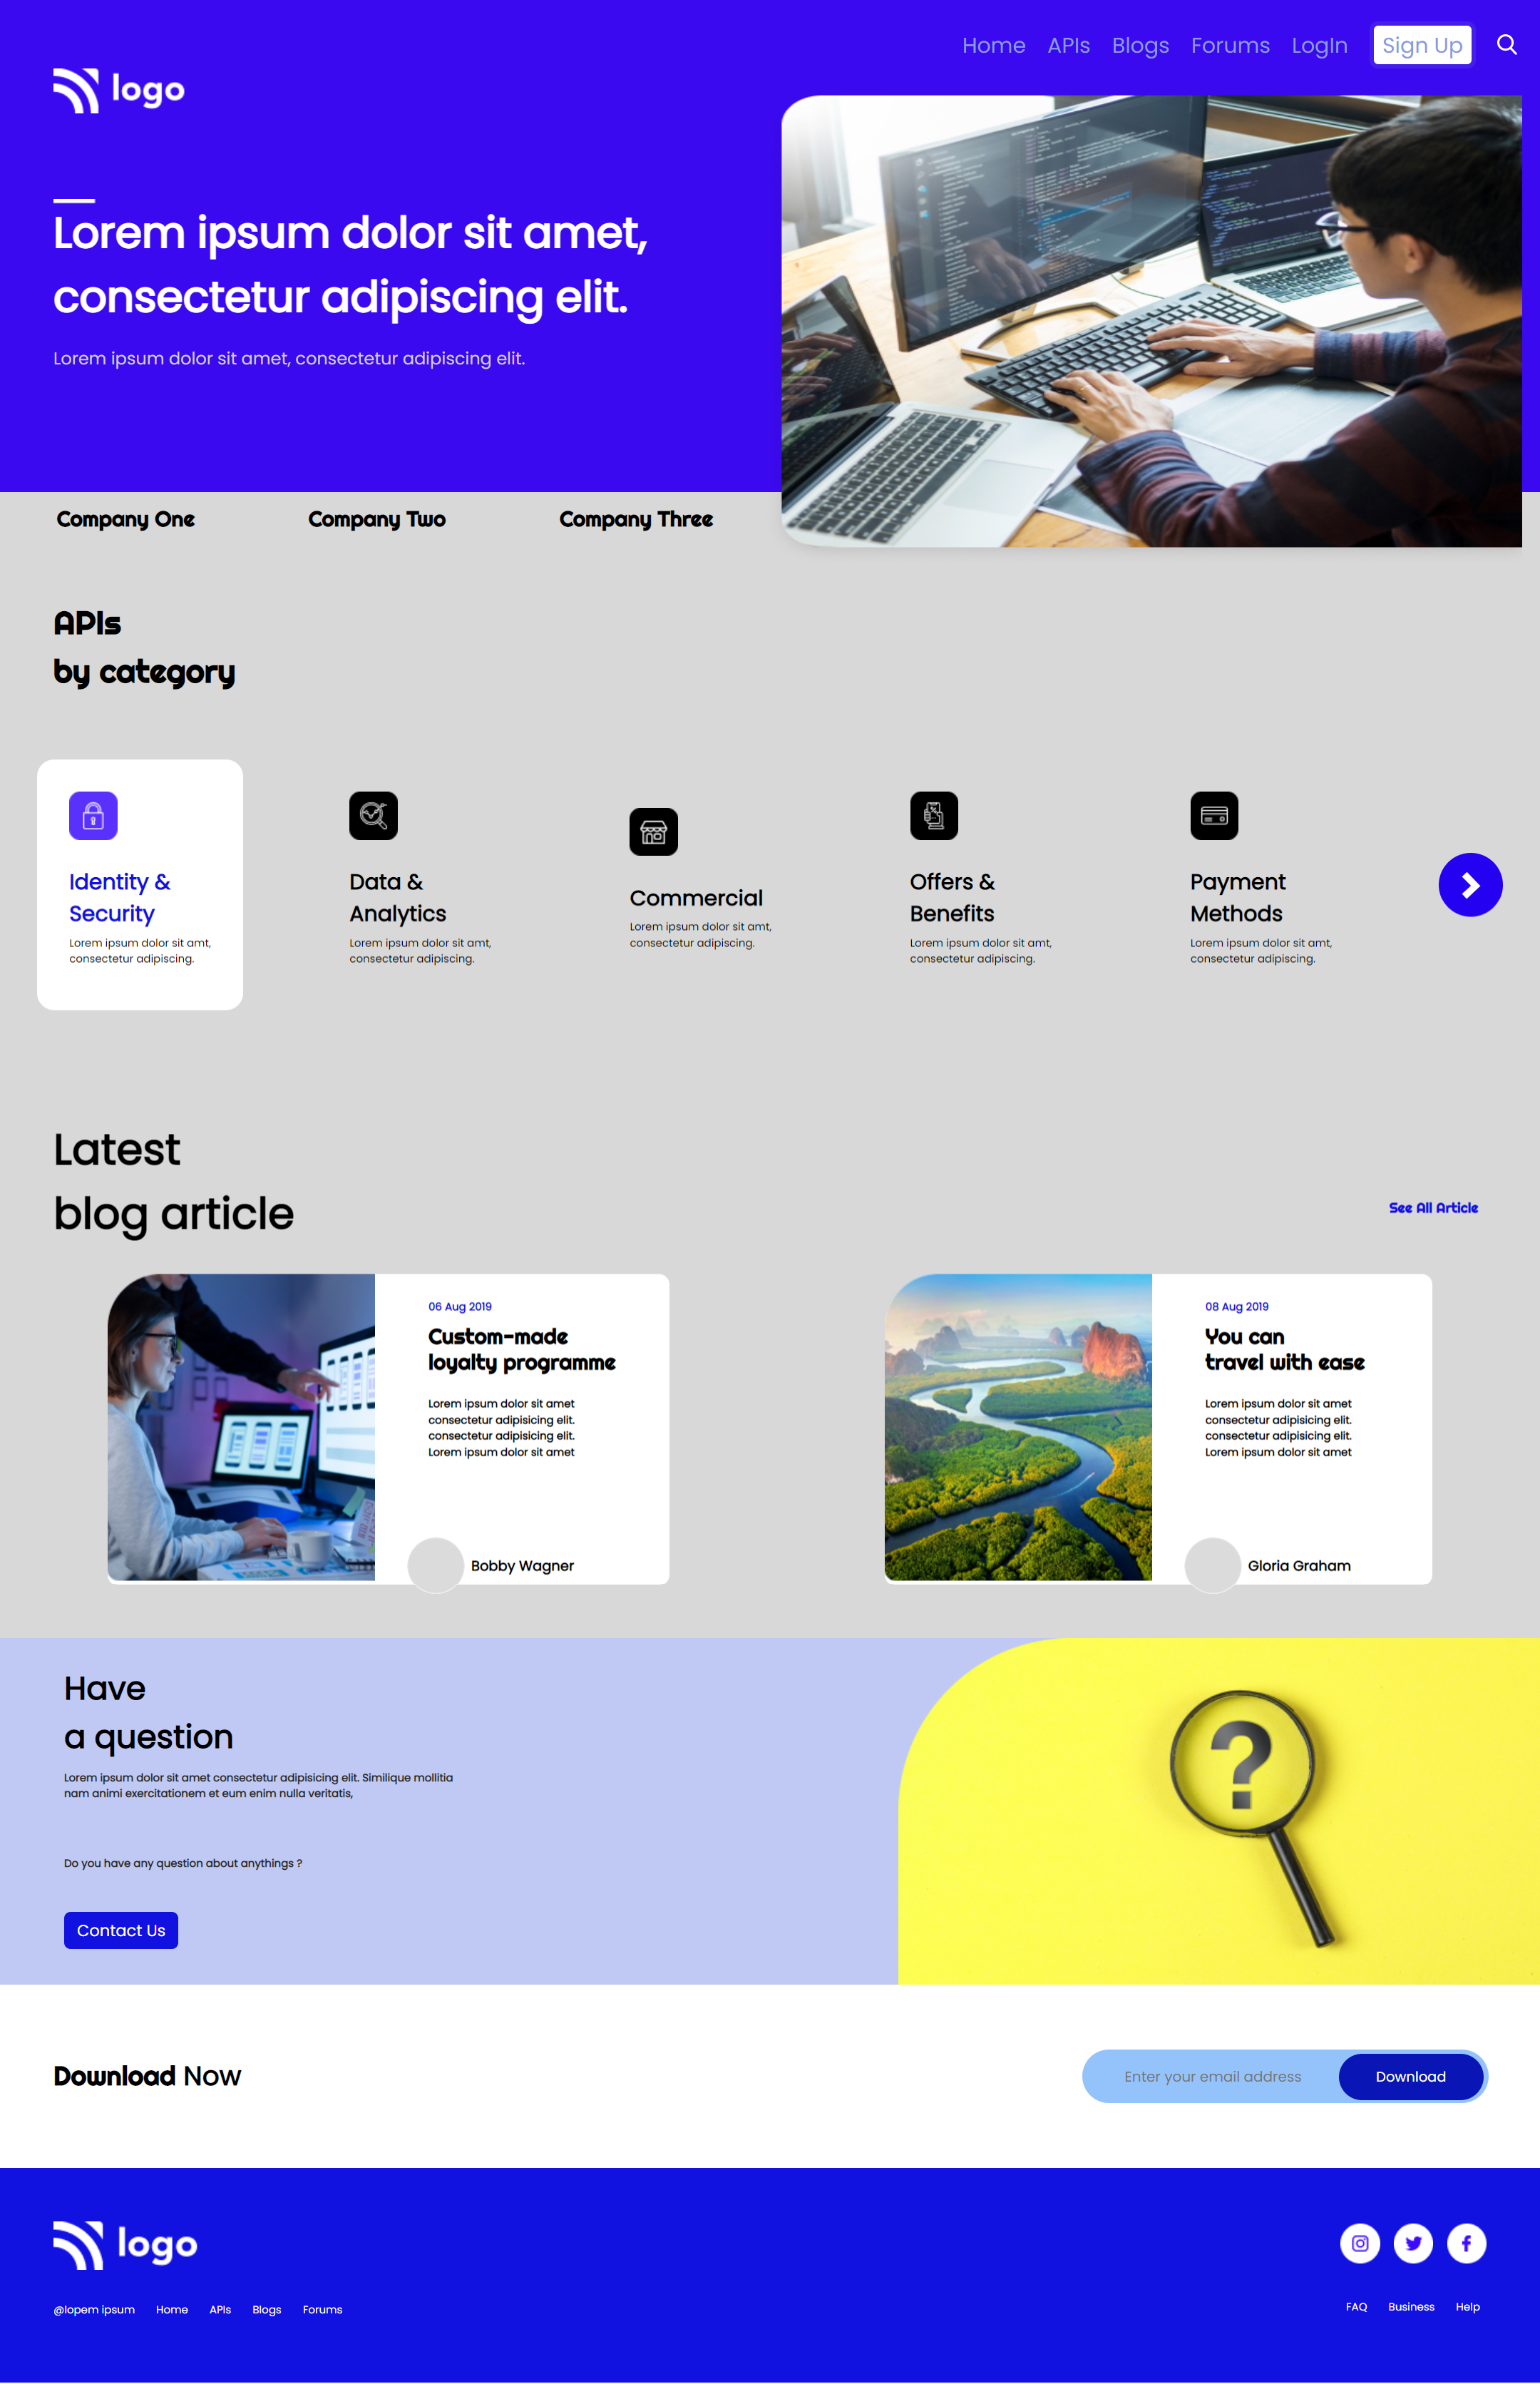 Home APIs Blogs Forums LogIn Sign Up
logo
Lorem ipsum dolor sit amet,
consectetur adipiscing elit.
Lorem ipsum dolor sit amet, consectetur adipiscing elit.
Company One Company Two Company Three
APIs
by category
Identity &
Security
Lorem ipsum dolor sit amt,
consectetur adipiscing.
Data &
Analytics
Lorem ipsum dolor sit amt,
consectetur adipiscing.
Commercial
Lorem ipsum dolor sit amt,
consectetur adipiscing.
Offers &
Benefits
Lorem ipsum dolor sit amt,
consectetur adipiscing.
Payment
Methods
Lorem ipsum dolor sit amt,
consectetur adipiscing.
Latest
blog article
See All Article
06 Aug 2019
Custom-made
loyalty programme
Lorem ipsum dolor sit amet
consectetur adipisicing elit.
consectetur adipisicing elit.
Lorem ipsum dolor sit amet
Bobby Wagner
08 Aug 2019
You can
travel with ease
Lorem ipsum dolor sit amet
consectetur adipisicing elit.
consectetur adipisicing elit.
Lorem ipsum dolor sit amet
Gloria Graham
Have
a question
Lorem ipsum dolor sit amet consectetur adipisicing elit. Similique mollitia
nam animi exercitationem et eum enim nulla veritatis,
Do you have any question about anythings ?
Contact Us
?
Download Now
Enter your email address Download
logo
@lopem ipsum Home APIs Blogs Forums
FAQ Business Help